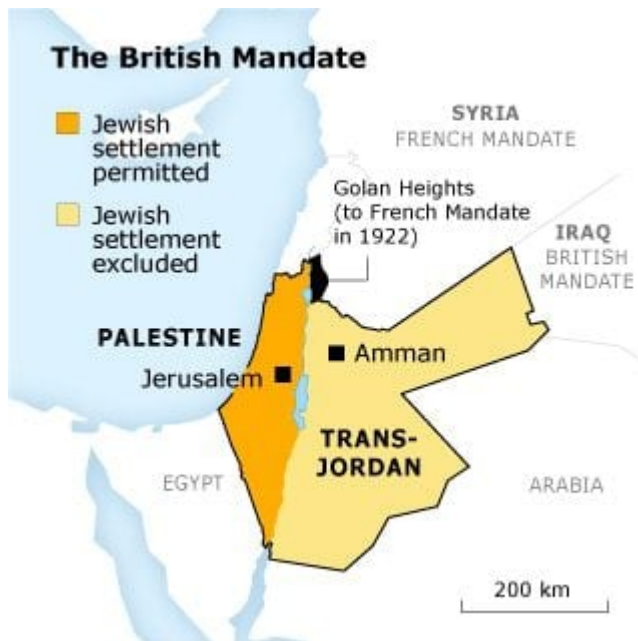 The British Mandate
Jewish
settlement
permitted
Jewish
settlement
excluded
SYRIA
FRENCH MANDATE
Golan Heights
(to French Mandate
in 1922)
IRAQ
BRITISH
MANDATE
PALESTINE
Jerusalem
Amman
TRANS-
JORDAN
EGYPT
ARABIA
200 km